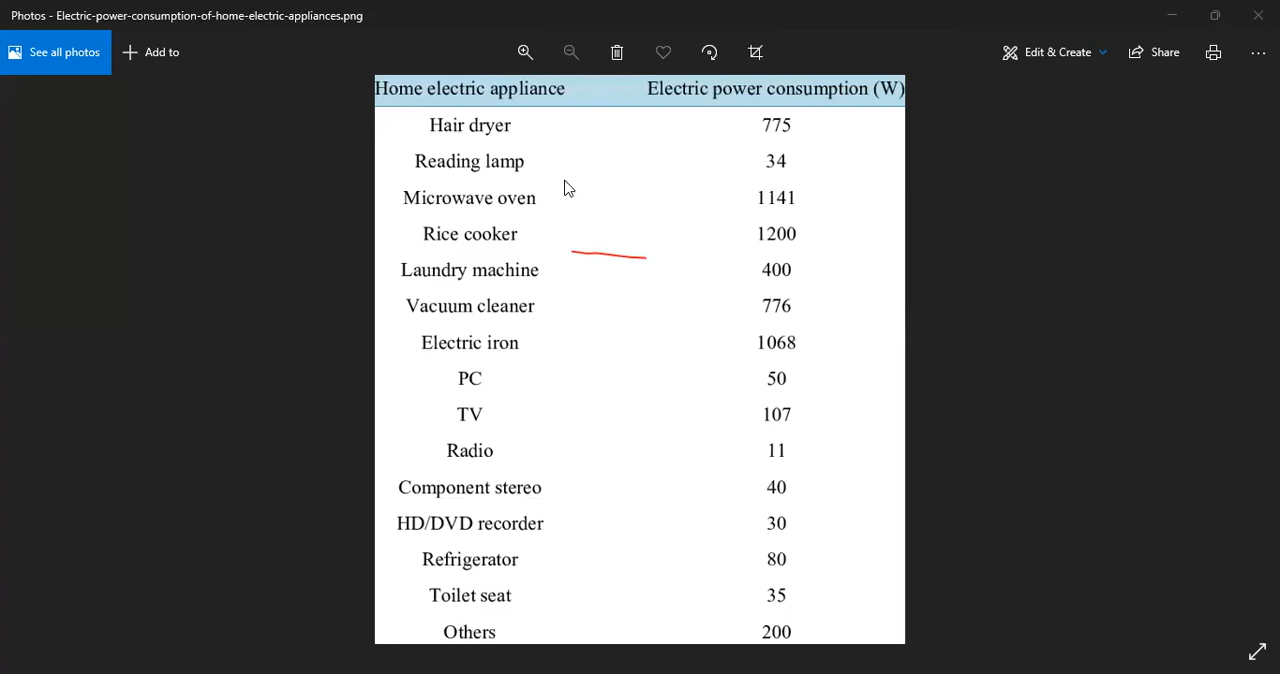 Photos - Electric-power-consumption-of-home-electric-appliances.png
See all photos Add to Edit & Create Share
Home electric appliance Electric power consumption (W)
Hair dryer 775
Reading lamp 34
Microwave oven 1141
Rice cooker 1200
Laundry machine 400
Vacuum cleaner 776
Electric iron 1068
PC 50
TV 107
Radio 11
Component stereo 40
HD/DVD recorder 30
Refrigerator 80
Toilet seat 35
Others 200